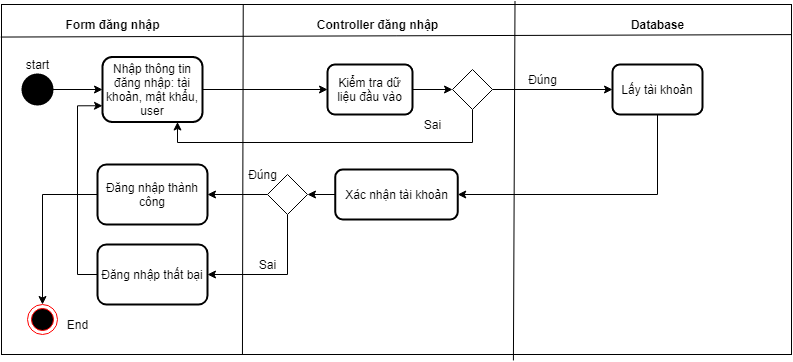 Form đăng nhập
Controller đăng nhập
Database
start
Nhập thông tin
đăng nhập: tài
khoản, mật khẩu,
user
Kiểm tra dữ
liệu đầu vào
Đúng
Lấy tài khoản
Sai
Đăng nhập thành
công
Đúng
Xác nhận tài khoản
Sai
Đăng nhập thất bại
End